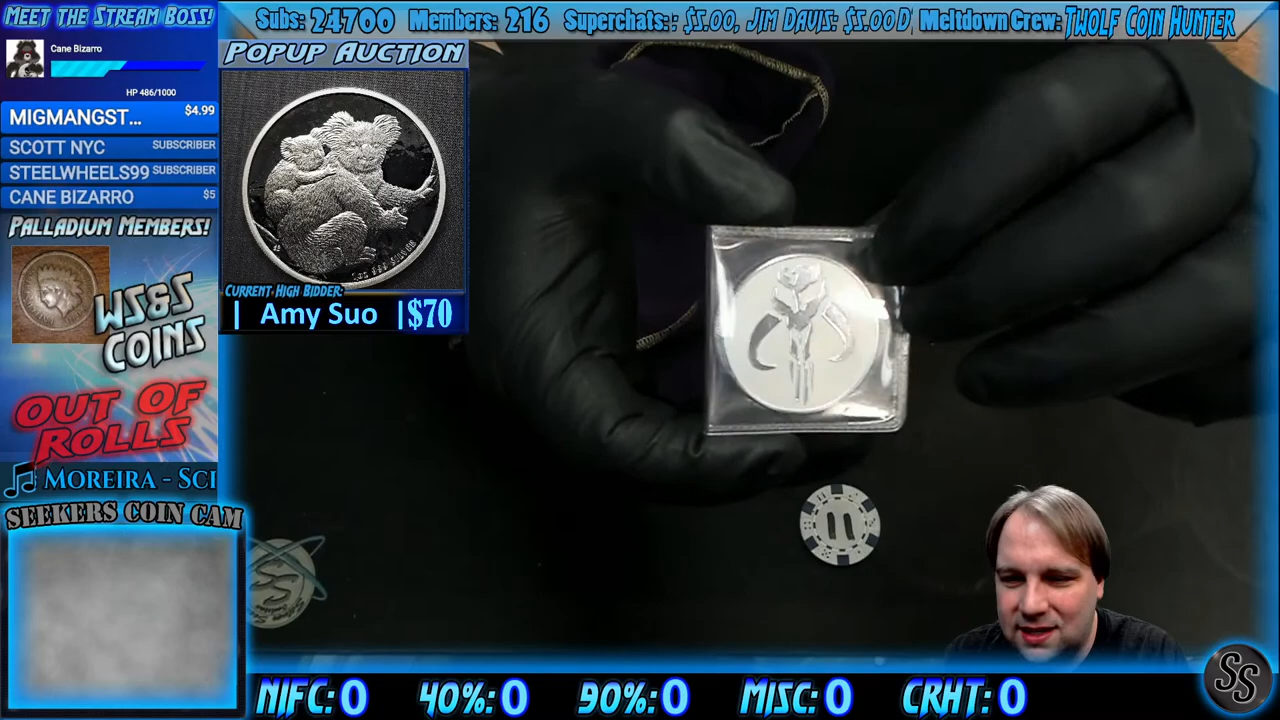 Meet the Stream Boss!
Subs: 24700 Members: 216 Superchats: : $5.00, Jim Davis: $5.00D Meltdown Crew: Twolf Coin Hunter
Cane Bizarro
HP 486/1000
MIGMANGST... $4.99
SCOTT NYC SUBSCRIBER
STEELWHEELS99 SUBSCRIBER
CANE BIZARRO $5
Palladium Members!
WS&S
COINS
OUT OF
ROLLS
Moreira - Sci
Seekers Coin Cam
Popup Auction
Current High Bidder:
| Amy Suo | $70
11
SS
NIFC: 0 40%: 0 90%: 0 MISC: 0 CRHT: 0